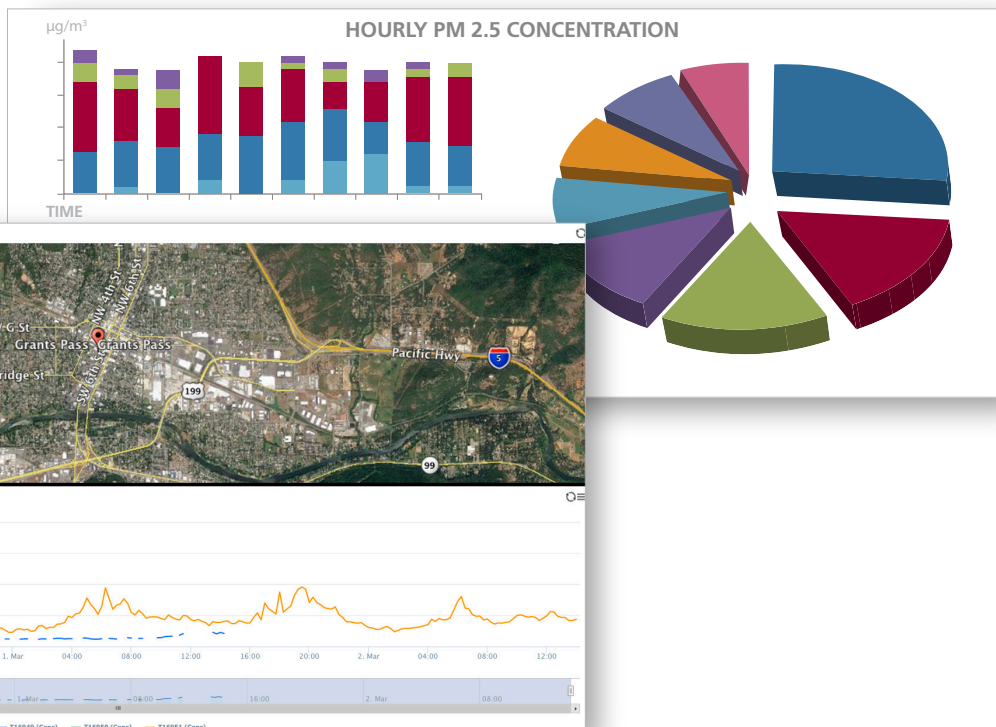 µg/m³
HOURLY PM 2.5 CONCENTRATION
TIME
NW 4th St
NW 6th St
G St
Grants Pass
Grants Pass
Pacific Hwy
5
ridge St
SW 6th St
199
99
1. Mar 04:00 08:00 12:00 16:00 20:00 2. Mar 04:00 08:00 12:00
1. Mar 08:00 16:00 2. Mar 08:00